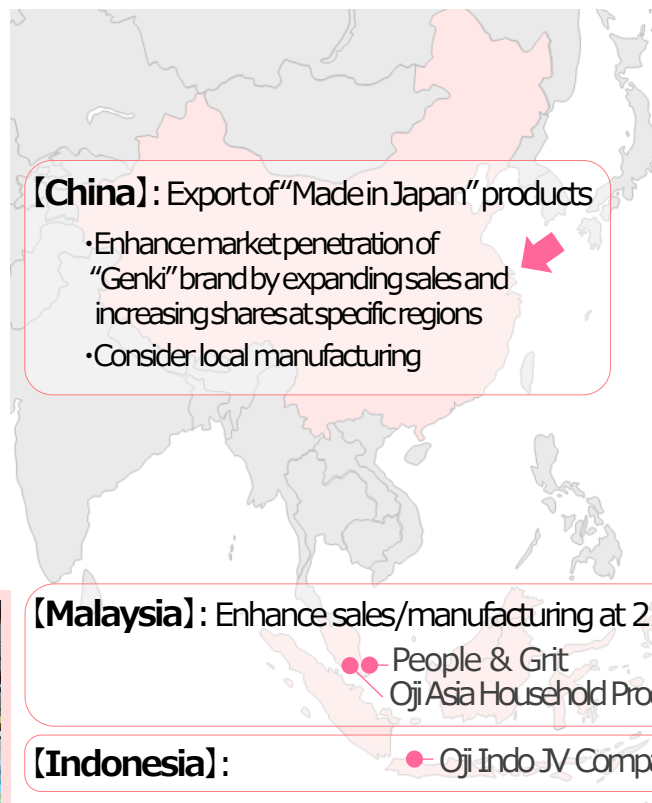 【China】: Export of “Made in Japan” products
・Enhance market penetration of
“Genki” brand by expanding sales and
increasing shares at specific regions
・Consider local manufacturing
【Malaysia】: Enhance sales/manufacturing at 2
People & Grit
Oji Asia Household
【Indonesia】:
Oji Indo JV